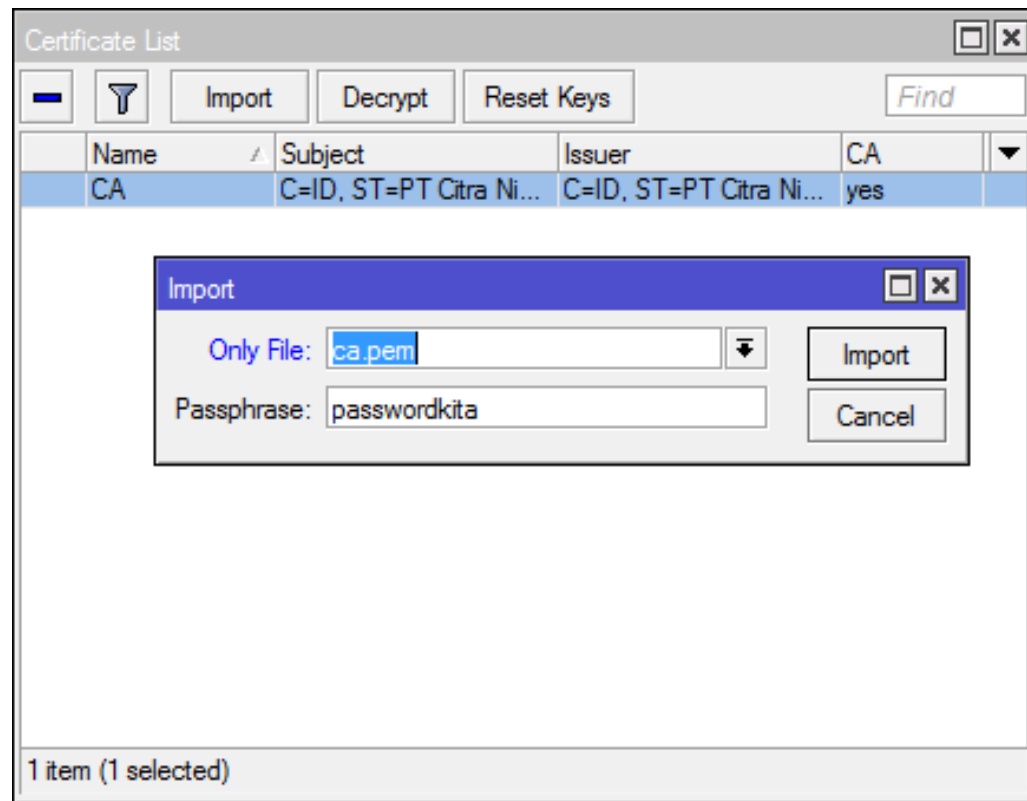 Certificate List
Import Decrypt Reset Keys Find
Name Subject Issuer CA
CA C=ID, ST=PT Citra Ni... C=ID, ST=PT Citra Ni... yes
Import
Only File: ca.pem Import
Passphrase: passwordkita Cancel
1 item (1 selected)